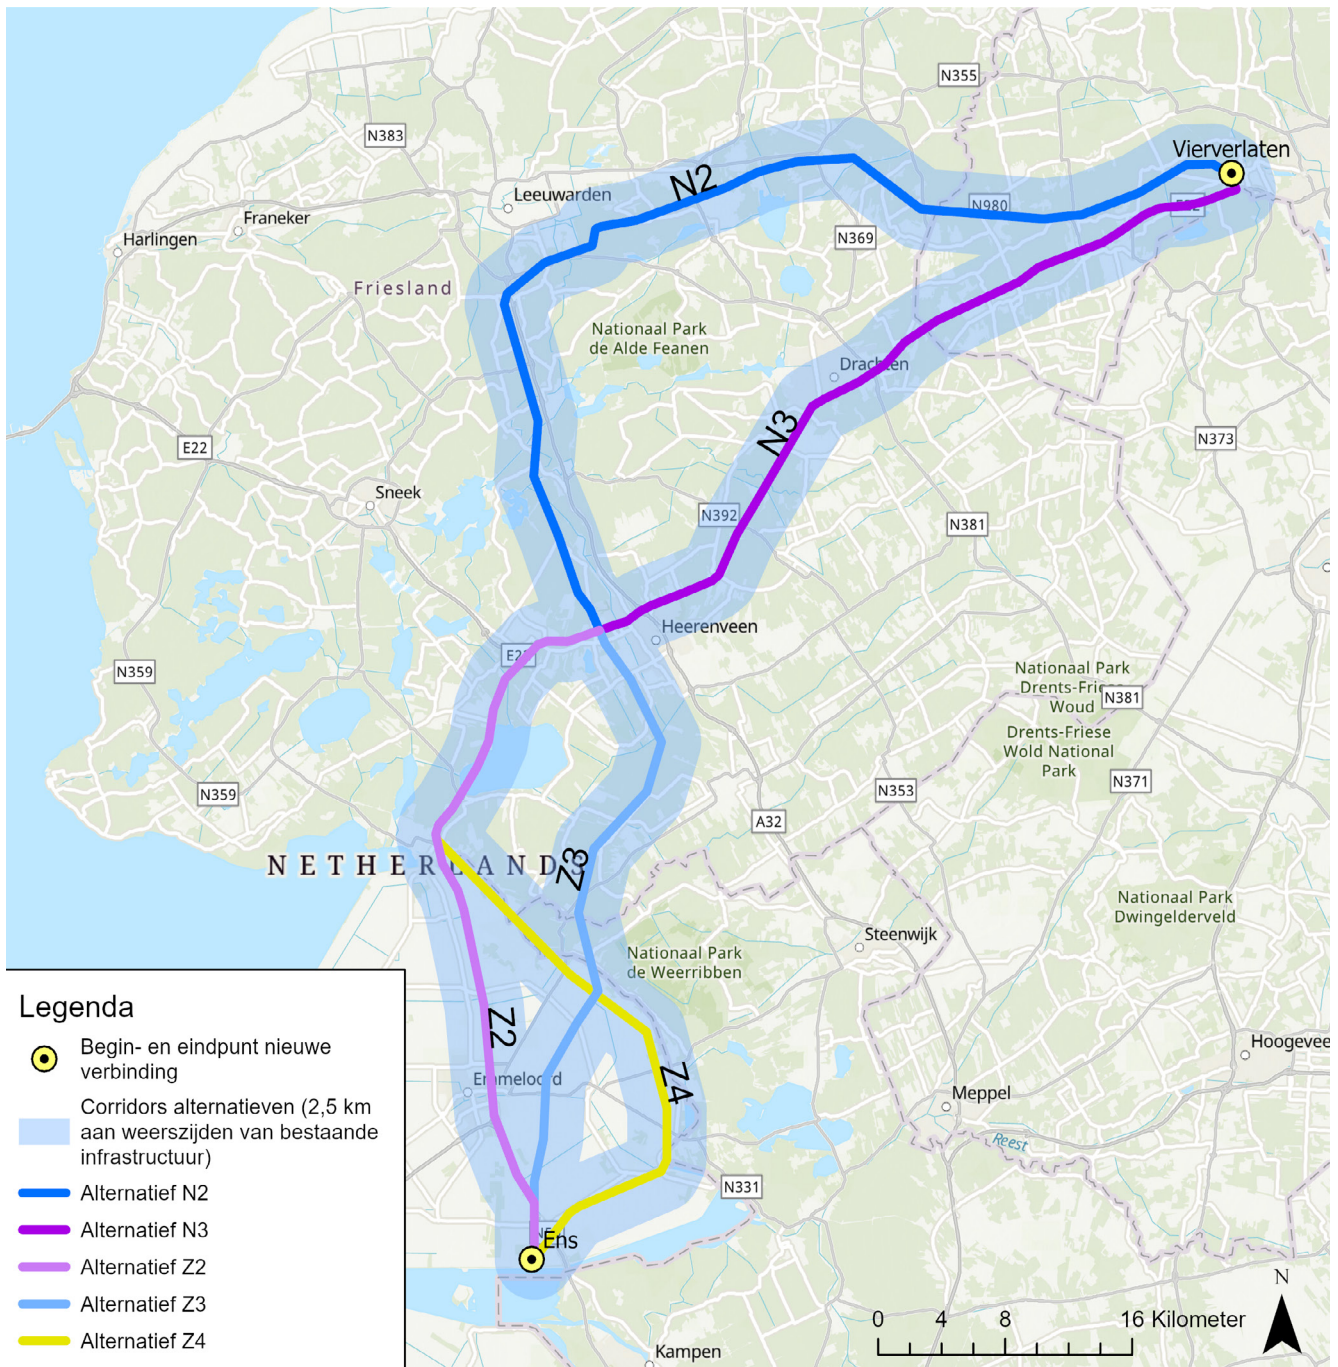 N355
N383
Vierverlaten
N2
Leeuwarden
N980
E22
Franeker
N369
Harlingen
Friesland
Nationaal Park
de Alde Feanen
Drachten
N3
N373
E22
Sneek
N392
N381
Heerenveen
N359
Nationaal Park
Drents-Friese
Woud
N381
Drents-Friese
Wold National
Park
N371
N359
N353
A32
NETHERLANDS
Z3
Nationaal Park
Dwingelderveld
Steenwijk
Nationaal Park
de Weerribben
Z2
Emmeloord
Z4
Hoogevee
Meppel
Reest
N331
Ens
Kampen
Legenda
Begin- en eindpunt nieuwe
verbinding
Corridors alternatieven (2,5 km
aan weerszijden van bestaande
infrastructuur)
Alternatief N2
Alternatief N3
Alternatief Z2
Alternatief Z3
Alternatief Z4
N
0 4 8 16 Kilometer